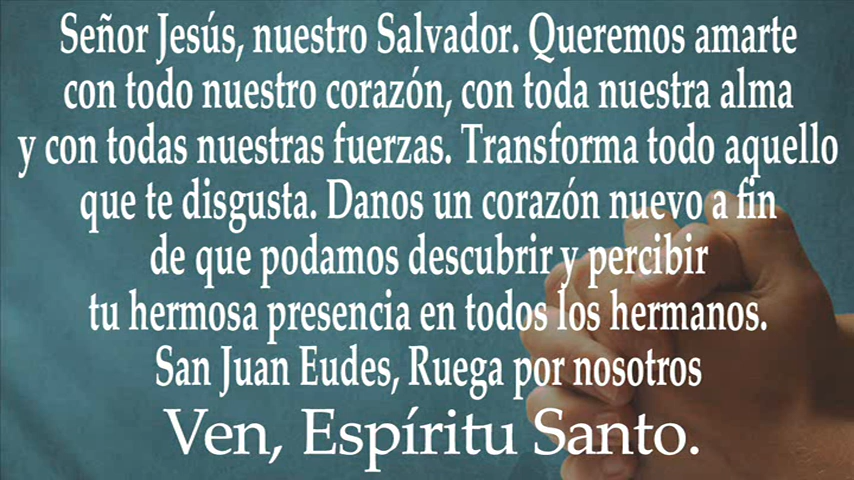 Señor Jesús, nuestro Salvador. Queremos amarte
con todo nuestro corazón, con toda nuestra alma
y con todas nuestras fuerzas. Transforma todo aquello
que te disgusta. Danos un corazón nuevo a fin
de que podamos descubrir y percibir
tu hermosa presencia en todos los hermanos.
San Juan Eudes, Ruega por nosotros
Ven, Espíritu Santo.